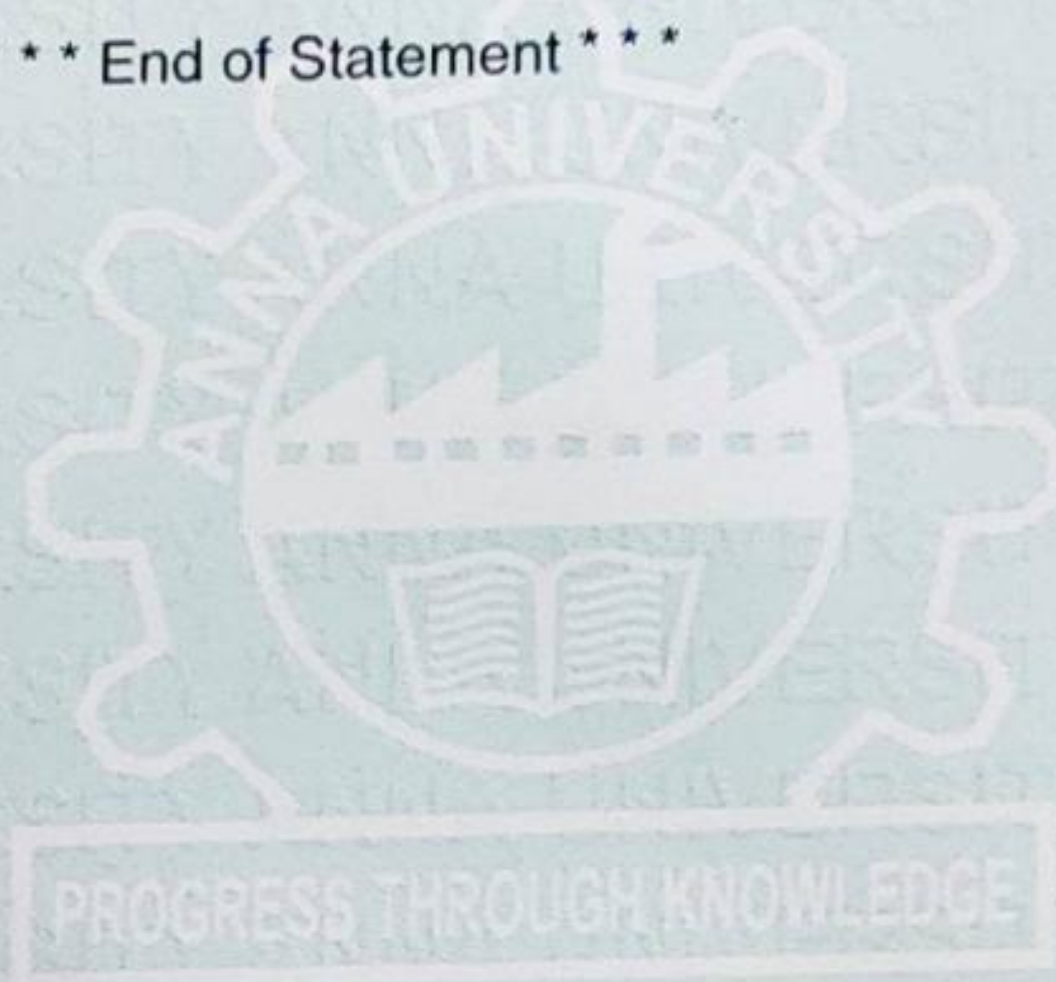 * * End of Statement * * *
ANNA UNIVERSITY
PROGRESS THROUGH KNOWLEDGE